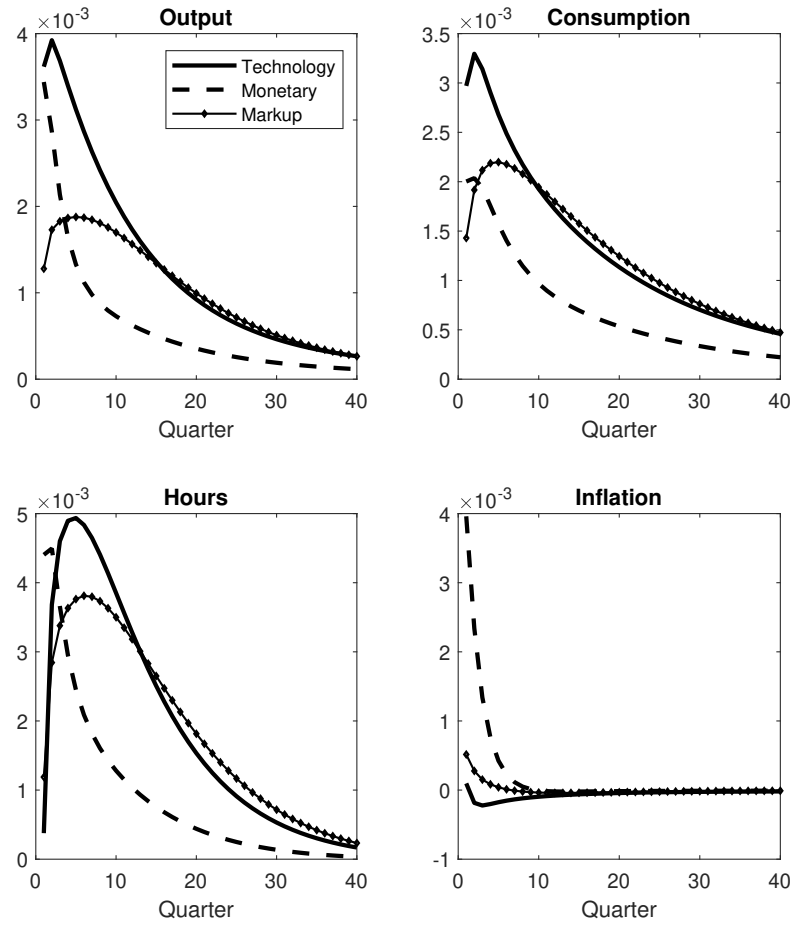 Output
×10-3
4
3
2
1
0
0 10 20 30 40
Quarter
Technology
Monetary
Markup
Consumption
×10-3
3.5
3
2.5
2
1.5
1
0.5
0
0 10 20 30 40
Quarter
Hours
×10-3
5
4
3
2
1
0
0 10 20 30 40
Quarter
Inflation
×10-3
4
3
2
1
0
-1
0 10 20 30 40
Quarter